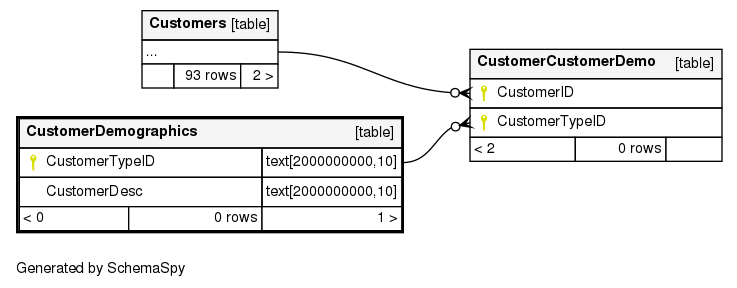 Customers [table]
...
93 rows 2 >
CustomerCustomerDemo [table]
CustomerID
CustomerTypeID
< 2 0 rows
CustomerDemographics [table]
CustomerTypeID text[2000000000,10]
CustomerDesc text[2000000000,10]
< 0 0 rows 1 >
Generated by SchemaSpy